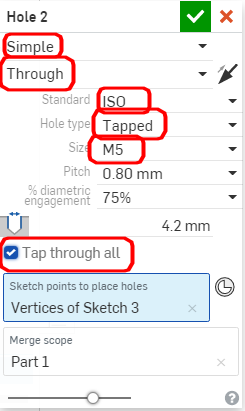 Hole 2
Simple
Through
Standard ISO
Hole type Tapped
Size M5
Pitch 0.80 mm
% diametric engagement 75%
4.2 mm
Tap through all
Sketch points to place holes
Vertices of Sketch 3
Merge scope
Part 1